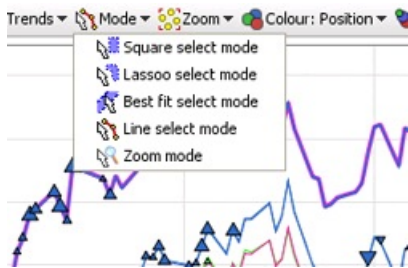 Trends Mode Zoom Colour: Position
Square select mode
Lassoo select mode
Best fit select mode
Line select mode
Zoom mode